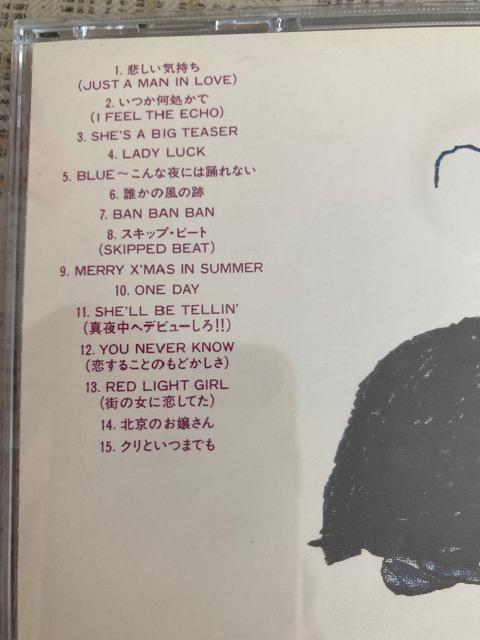 1. 悲しい気持ち
(JUST A MAN IN LOVE)
2. いつか何処かで
(I FEEL THE ECHO)
3. SHE'S A BIG TEASER
4. LADY LUCK
5. BLUE〜こんな夜には踊れない
6. 誰かの風の跡
7. BAN BAN BAN
8. スキップ・ビート
(SKIPPED BEAT)
9. MERRY X'MAS IN SUMMER
10. ONE DAY
11. SHE'LL BE TELLIN'
(真夜中へデビューしろ!!)
12. YOU NEVER KNOW
(恋することのもどかしさ)
13. RED LIGHT GIRL
(街の女に恋してた)
14. 北京のお嬢さん
15. クリといつまでも